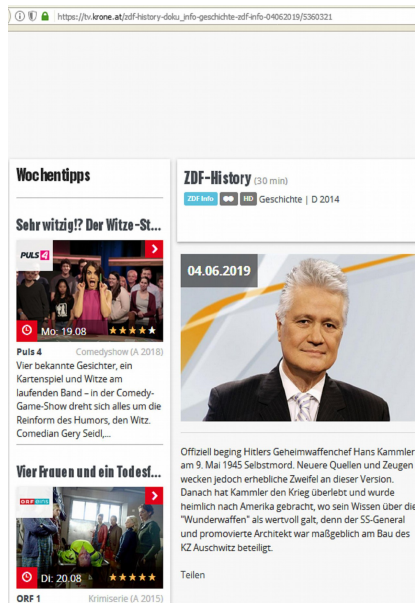 https://tv.krone.at/zdf-history-doku_info-geschichte-zdf-info-04062019/5360321
Wochentipps
Sehr witzig!? Der Witze-St...
PULS 4
Mo: 19.08
Puls 4 Comedyshow (A 2018)
Vier bekannte Gesichter, ein
Kartenspiel und Witze am
laufenden Band – in der Comedy-
Game-Show dreht sich alles um die
Reinform des Humors, den Witz.
Comedian Gery Seidl,...
Vier Frauen und ein Todesf...
ORF eins
Di: 20.08
ORF 1 Krimiserie (A 2015)
ZDF-History (30 min)
ZDF Info HD Geschichte | D 2014
04.06.2019
Offiziell beging Hitlers Geheimwaffenchef Hans Kammler
am 9. Mai 1945 Selbstmord. Neuere Quellen und Zeugen
wecken jedoch erhebliche Zweifel an dieser Version.
Danach hat Kammler den Krieg überlebt und wurde
heimlich nach Amerika gebracht, wo sein Wissen über die
"Wunderwaffen" als wertvoll galt, denn der SS-General
und promovierte Architekt war maßgeblich am Bau des
KZ Auschwitz beteiligt.
Teilen